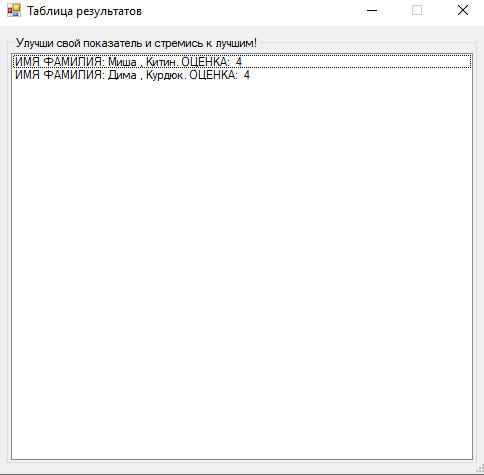 Таблица результатов
Улучши свой показатель и стремись к лучшим!
ИМЯ ФАМИЛИЯ: Миша , Китин. ОЦЕНКА:  4
ИМЯ ФАМИЛИЯ: Дима , Курдюк. ОЦЕНКА:  4